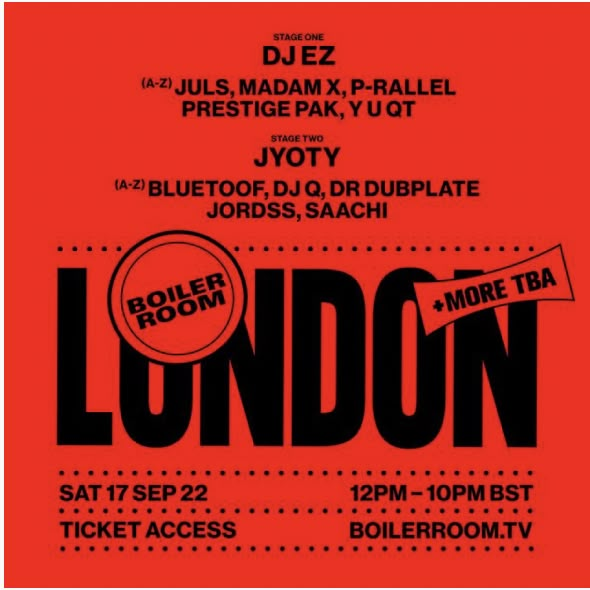 STAGE ONE
DJ EZ
(A-Z) JULS, MADAM X, P-RALLEL
PRESTIGE PAK, Y U QT
STAGE TWO
JYOTY
(A-Z) BLUETOOF, DJ Q, DR DUBPLATE
JORDSS, SAACHI
BOILER
ROOM
+MORE TBA
LONDON
SAT 17 SEP 22
12PM – 10PM BST
TICKET ACCESS
BOILERROOM.TV